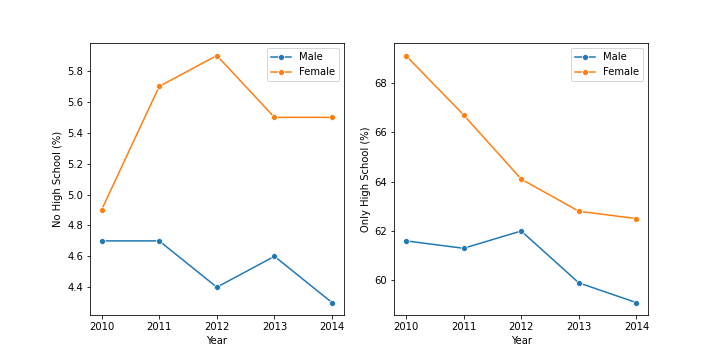 No High School (%)
5.8
5.6
5.4
5.2
5.0
4.8
4.6
4.4
2010 2011 2012 2013 2014
Year
Male
Female
Only High School (%)
68
66
64
62
60
2010 2011 2012 2013 2014
Year
Male
Female